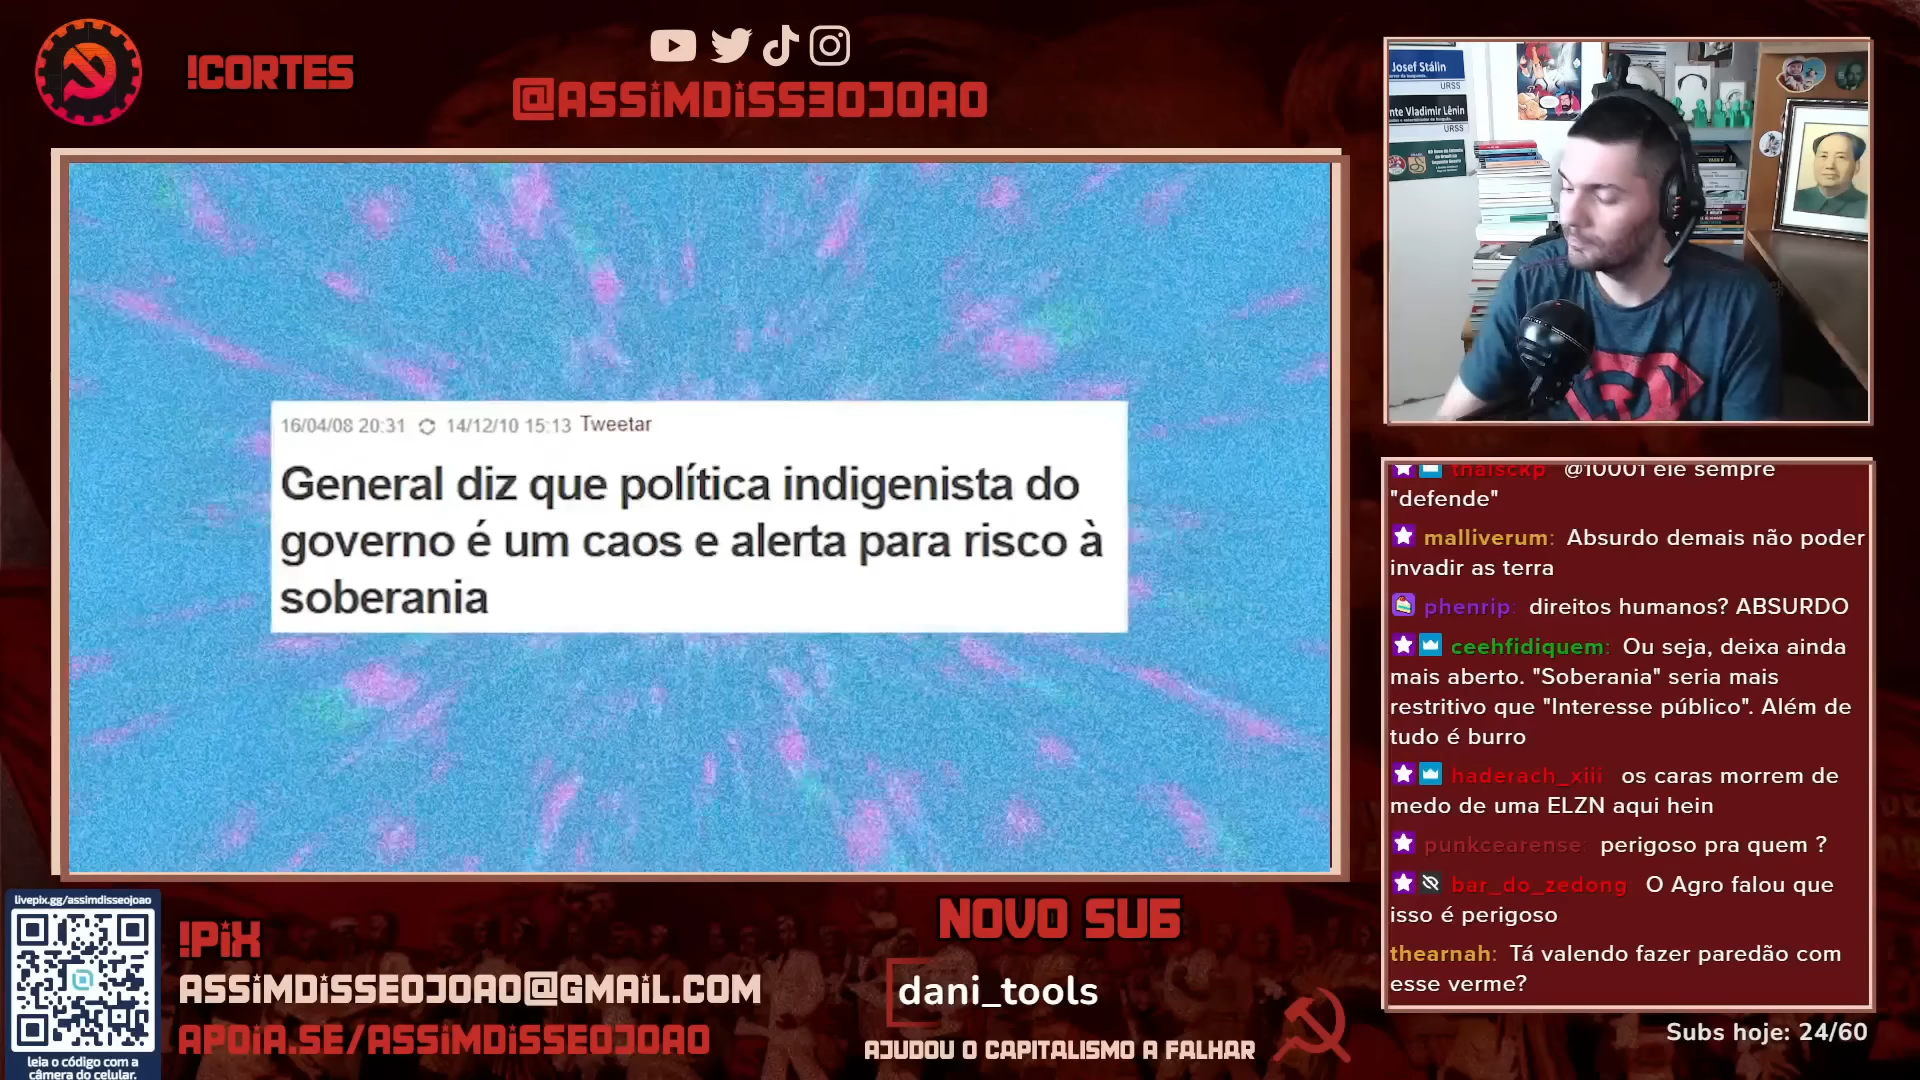 !CORTES
@ASSIMDISSEOJOAO
Josef Stálin
URSS
nte Vladimir Lênin
URSS
16/04/08 20:31 14/12/10 15:13 Tweetar
General diz que política indigenista do
governo é um caos e alerta para risco à
soberania
thaisckp @10001 ele sempre
"defende"
malliverum: Absurdo demais não poder
invadir as terra
phenrip: direitos humanos? ABSURDO
ceehfidiquem: Ou seja, deixa ainda
mais aberto. "Soberania" seria mais
restritivo que "Interesse público". Além de
tudo é burro
haderach_xiii os caras morrem de
medo de uma ELZN aqui hein
punkcearense: perigoso pra quem ?
bar_do_zedong O Agro falou que
isso é perigoso
thearnah: Tá valendo fazer paredão com
esse verme?
Subs hoje: 24/60
livepix.gg/assimdisseojoao
leia o código com a
câmera do celular.
!PIX
ASSIMDISSEOJOAO@GMAIL.COM
APOIA.SE/ASSIMDISSEOJOAO
NOVO SUB
dani_tools
AJUDOU O CAPITALISMO A FALHAR